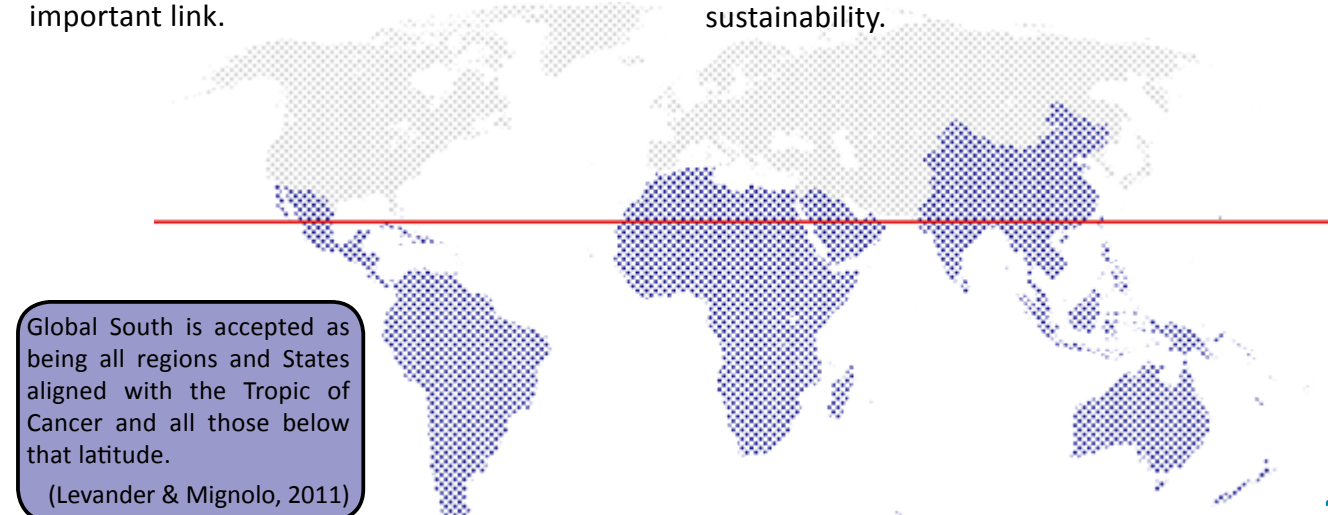 important link.
sustainability.
Global South is accepted as
being all regions and States
aligned with the Tropic of
Cancer and all those below
that latitude.
(Levander & Mignolo, 2011)